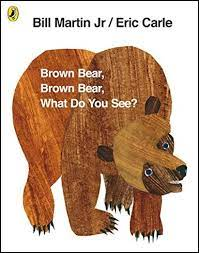 Bill Martin Jr / Eric Carle
Brown Bear,
Brown Bear,
What Do You See?